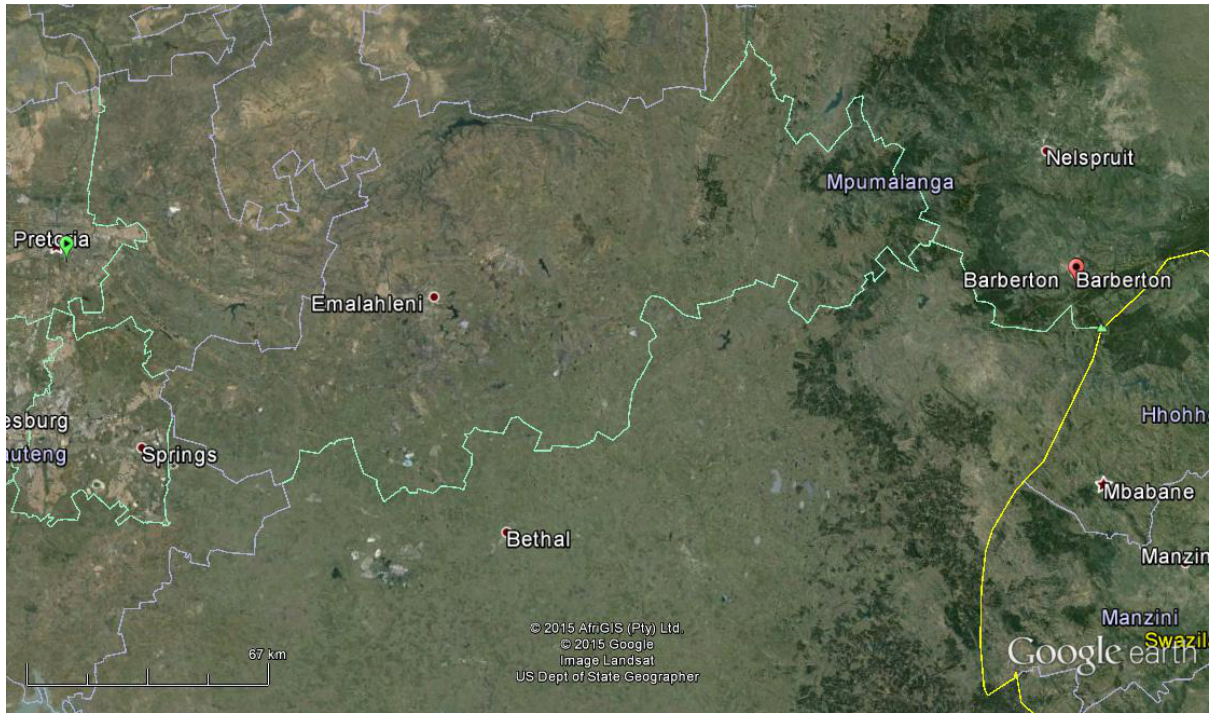 Nelspruit
Mpumalanga
Pretoria
Barberton
Barberton
Emalahleni
esburg
Hhohh
auteng
Springs
Mbabane
Bethal
Manzin
Manzini
© 2015 AfriGIS (Pty) Ltd.
© 2015 Google
Image Landsat
US Dept of State Geographer
Swazil
67 km
Google earth